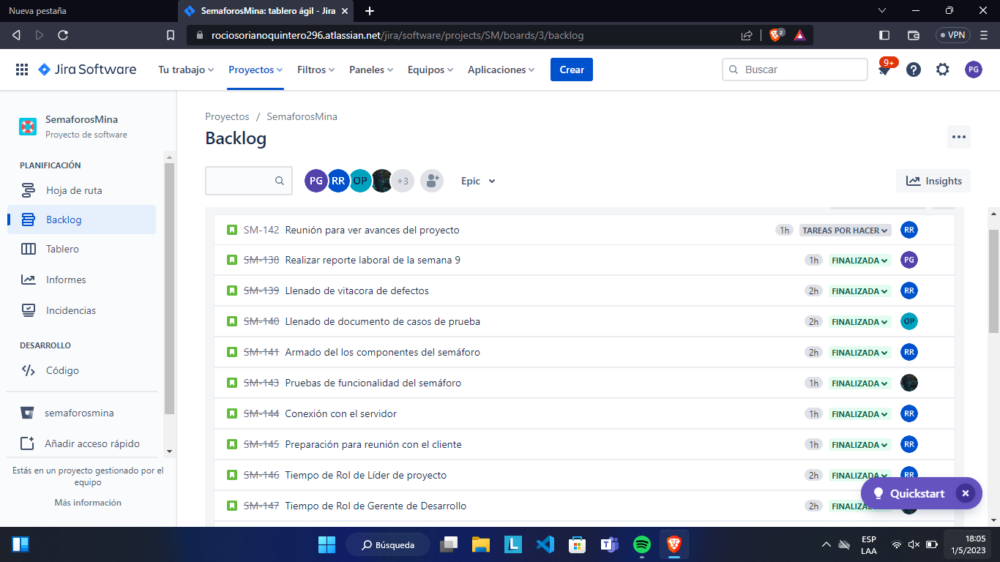 Nueva pestaña
SemaforosMina: tablero ágil - Jira
rociosorianoquintero296.atlassian.net/jira/software/projects/SM/boards/3/backlog
2
VPN
Jira Software
Tu trabajo
Proyectos
Filtros
Paneles
Equipos
Aplicaciones
Crear
Buscar
9+
PG
SemaforosMina
Proyecto de software
PLANIFICACIÓN
Hoja de ruta
Backlog
Tablero
Informes
Incidencias
DESARROLLO
Código
semaforosmina
Añadir acceso rápido
Estás en un proyecto gestionado por el
equipo
Más información
Proyectos / SemaforosMina
Backlog
PG RR OP +3
Epic
Insights
SM-142 Reunión para ver avances del proyecto 1h TAREAS POR HACER RR
SM-138 Realizar reporte laboral de la semana 9 1h FINALIZADA PG
SM-139 Llenado de vitacora de defectos 2h FINALIZADA RR
SM-140 Llenado de documento de casos de prueba 2h FINALIZADA OP
SM-141 Armado del los componentes del semáforo 2h FINALIZADA RR
SM-143 Pruebas de funcionalidad del semáforo 1h FINALIZADA
SM-144 Conexión con el servidor 1h FINALIZADA RR
SM-145 Preparación para reunión con el cliente 1h FINALIZADA RR
SM-146 Tiempo de Rol de Líder de proyecto 2h FINALIZADA RR
SM-147 Tiempo de Rol de Gerente de Desarrollo 2h FINALIZADA
Quickstart
Búsqueda
L
ESP
LAA
18:05
1/5/2023